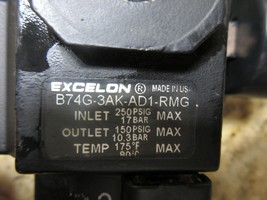 EXCELON ® MADE IN US
B74G-3AK-AD1-RMG
INLET 250 PSIG MAX
17 BAR
OUTLET 150 PSIG MAX
10.3 BAR
TEMP 175°F MAX
80°C